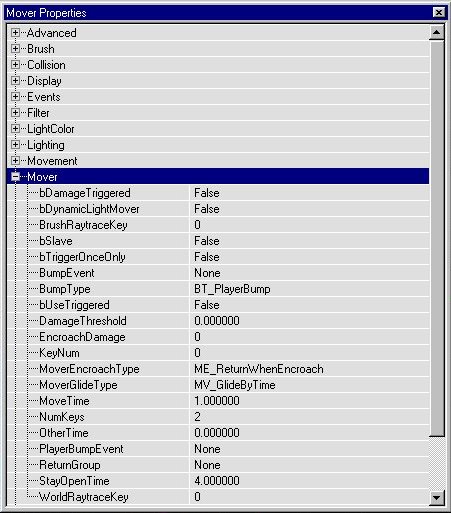 Mover Properties
Advanced
Brush
Collision
Display
Events
Filter
LightColor
Lighting
Movement
Mover
bDamageTriggered False
bDynamicLightMover False
BrushRaytraceKey 0
bSlave False
bTriggerOnceOnly False
BumpEvent None
BumpType BT_PlayerBump
bUseTriggered False
DamageThreshold 0.000000
EncroachDamage 0
KeyNum 0
MoverEncroachType ME_ReturnWhenEncroach
MoverGlideType MV_GlideByTime
MoveTime 1.000000
NumKeys 2
OtherTime 0.000000
PlayerBumpEvent None
ReturnGroup None
StayOpenTime 4.000000
WorldRaytraceKey 0